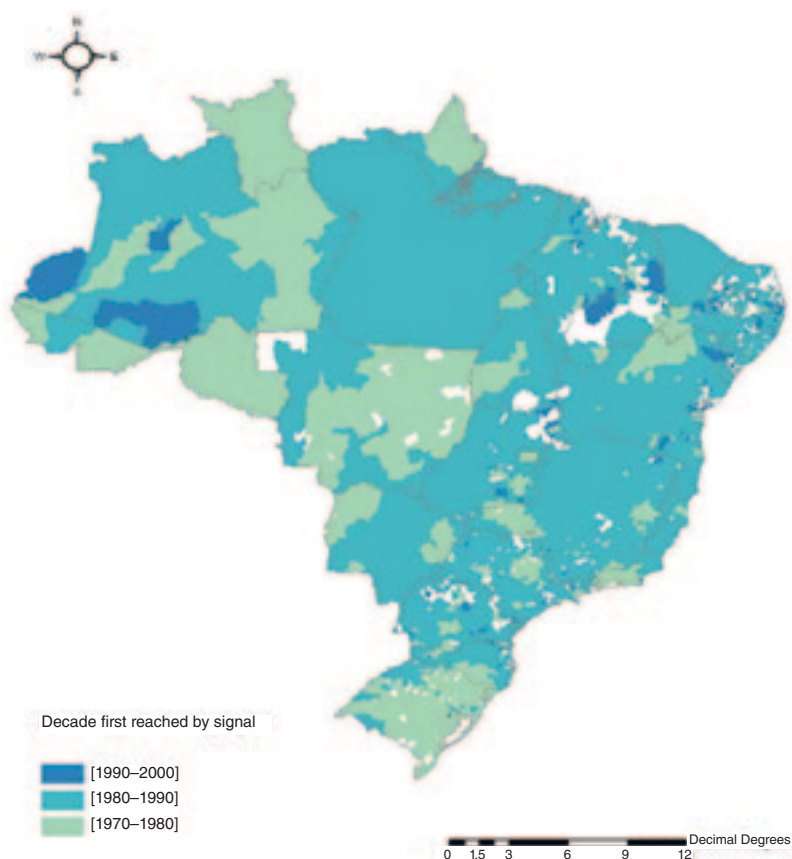 N
W E
Decade first reached by signal
[1990–2000]
[1980–1990]
[1970–1980]
Decimal Degrees
0 1.5 3 6 9 12